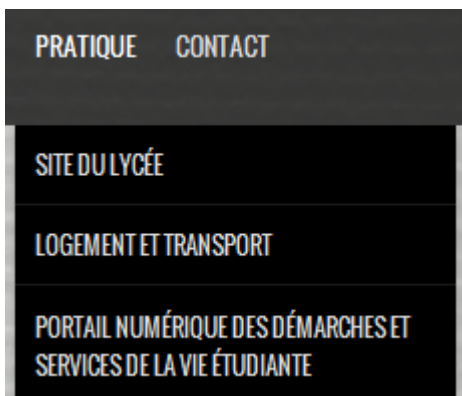 PRATIQUE CONTACT
SITE DU LYCÉE
LOGEMENT ET TRANSPORT
PORTAIL NUMÉRIQUE DES DÉMARCHES ET
SERVICES DE LA VIE ÉTUDIANTE